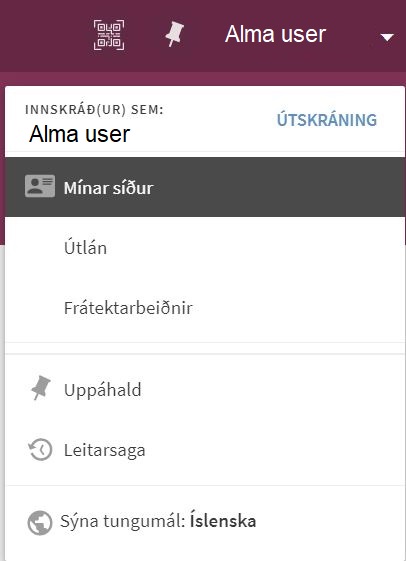 Alma user
INNSKRÁÐ(UR) SEM:
Alma user
ÚTSKRÁNING
Mínar síður
Útlán
Frátektarbeiðnir
Uppáhald
Leitarsaga
Sýna tungumál: Íslenska